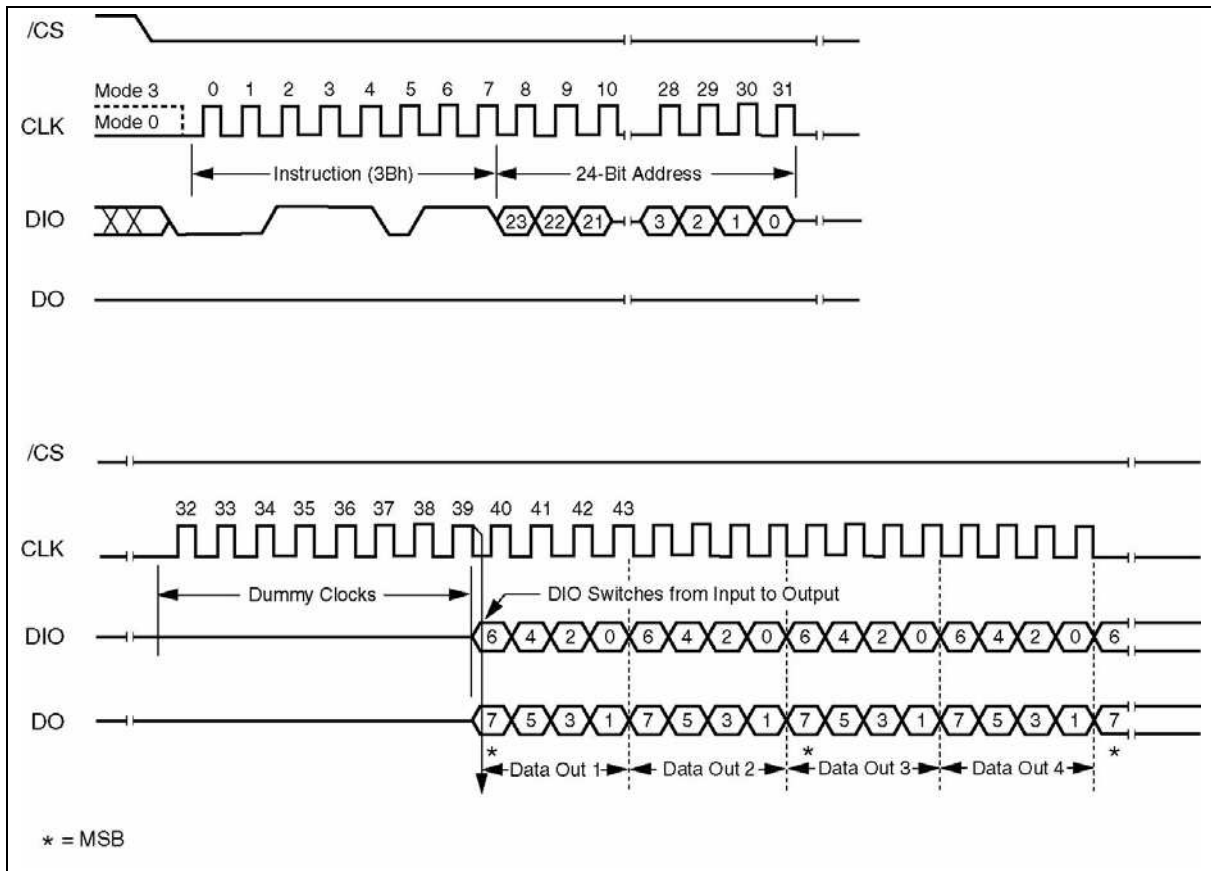 /CS
Mode 3 0 1 2 3 4 5 6 7 8 9 10 28 29 30 31
CLK Mode 0
Instruction (3Bh) 24-Bit Address
DIO 23 22 21 3 2 1 0
DO
/CS
32 33 34 35 36 37 38 39 40 41 42 43
CLK
Dummy Clocks DIO Switches from Input to Output
DIO 6 4 2 0 6 4 2 0 6 4 2 0 6 4 2 0 6
DO 7 5 3 1 7 5 3 1 7 5 3 1 7 5 3 1 7
* * *
Data Out 1 Data Out 2 Data Out 3 Data Out 4
* = MSB